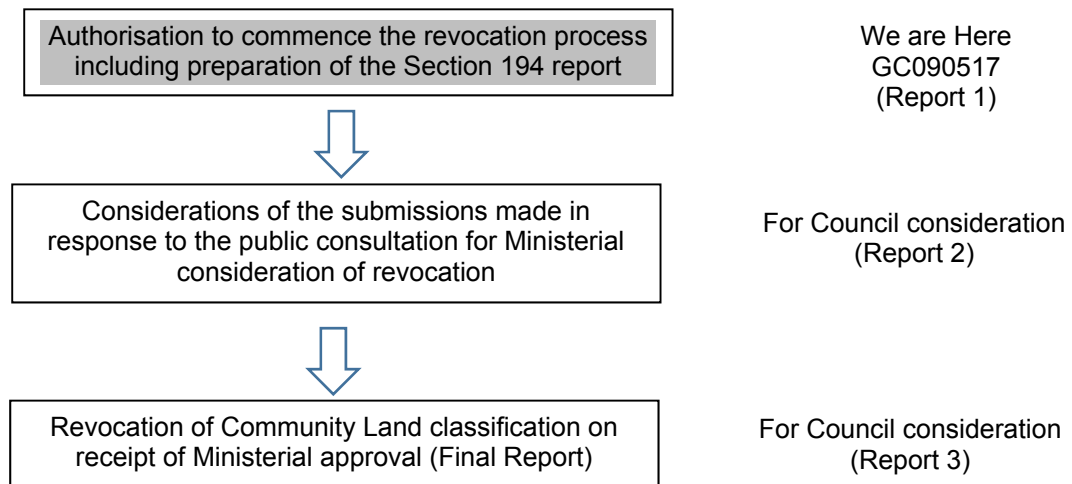 Authorisation to commence the revocation process
including preparation of the Section 194 report
We are Here
GC090517
(Report 1)
Considerations of the submissions made in
response to the public consultation for Ministerial
consideration of revocation
For Council consideration
(Report 2)
Revocation of Community Land classification on
receipt of Ministerial approval (Final Report)
For Council consideration
(Report 3)